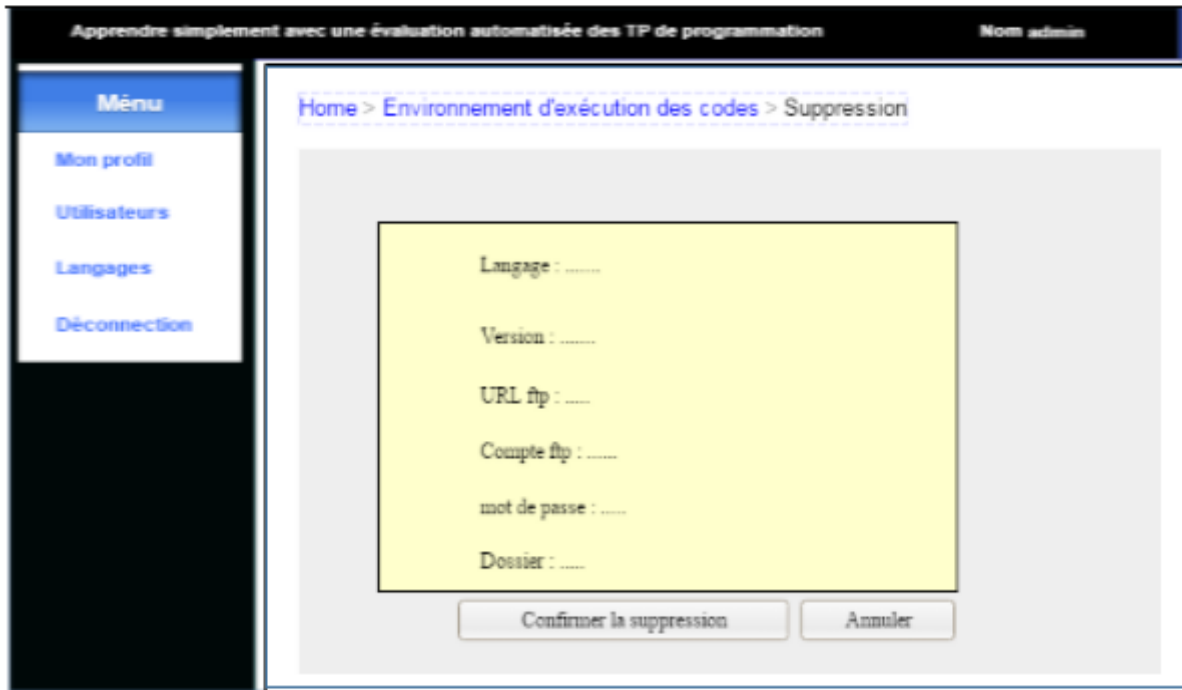 Apprendre simplement avec une évaluation automatisée des TP de programmation Nom admin
Ménu
Mon profil
Utilisateurs
Langages
Déconnection
Home > Environnement d'exécution des codes > Suppression
Langage : ........
Version : ........
URL ftp : ......
Compte ftp : .......
mot de passe : ......
Dossier : ......
Confirmer la suppression Annuler